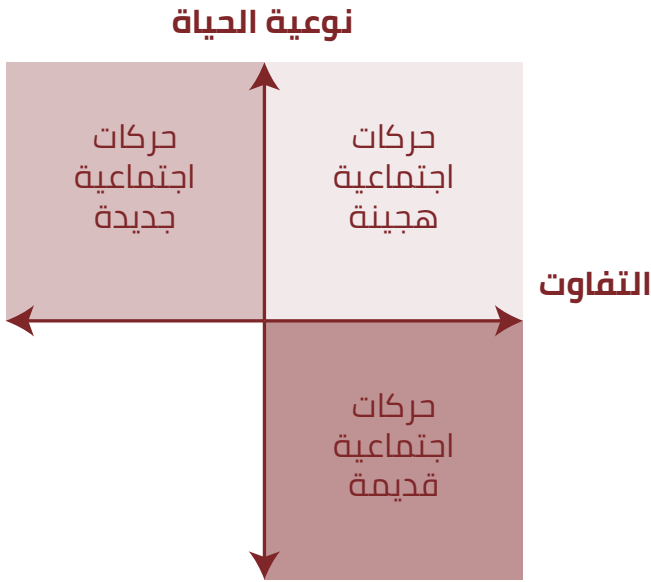 نوعية الحياة
حركات
اجتماعية
هجينة
حركات
اجتماعية
جديدة
التفاوت
حركات
اجتماعية
قديمة